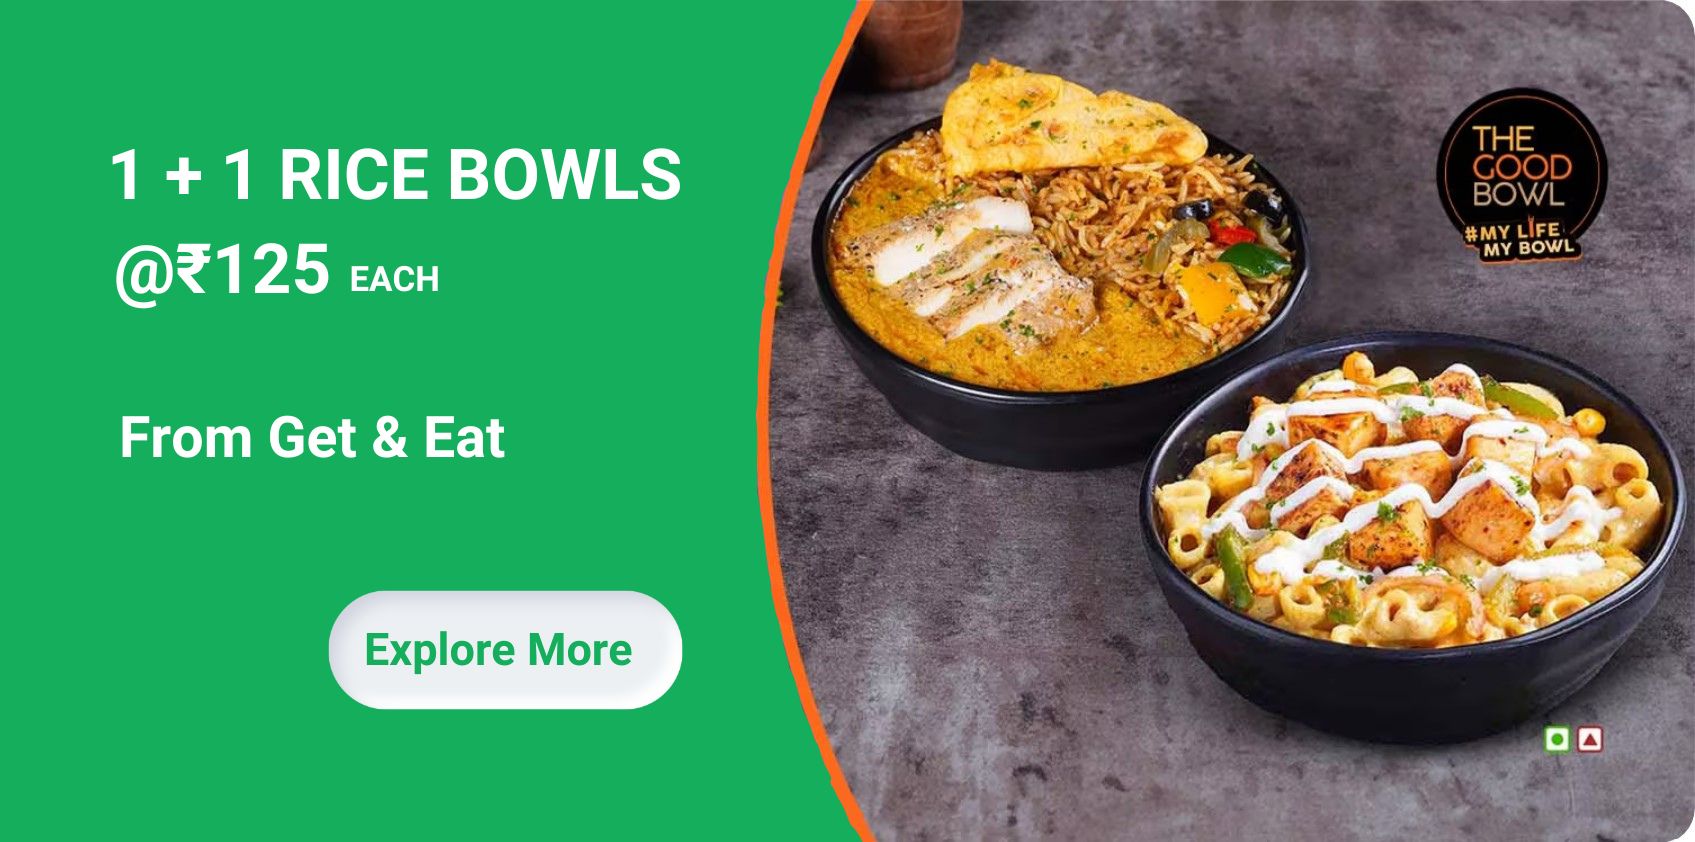 1 + 1 RICE BOWLS
@₹125 EACH
From Get & Eat
Explore More
THE
GOOD
BOWL
#MY LIFE
MY BOWL